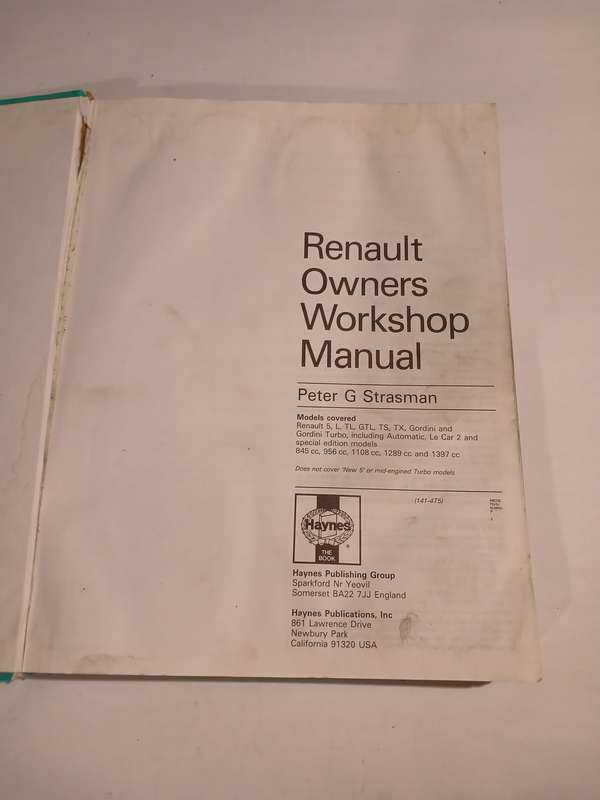 Renault
Owners
Workshop
Manual
Peter G Strasman
Models covered
Renault 5, L, TL, GTL, TS, TX, Gordini and
Gordini Turbo, including Automatic, Le Car 2 and
special edition models
845 cc, 956 cc, 1108 cc, 1289 cc and 1397 cc
Does not cover 'New 5' or mid-engined Turbo models
(141-4T5)
Haynes
®
THE
BOOK
Haynes Publishing Group
Sparkford Nr Yeovil
Somerset BA22 7JJ England
Haynes Publications, Inc
861 Lawrence Drive
Newbury Park
California 91320 USA